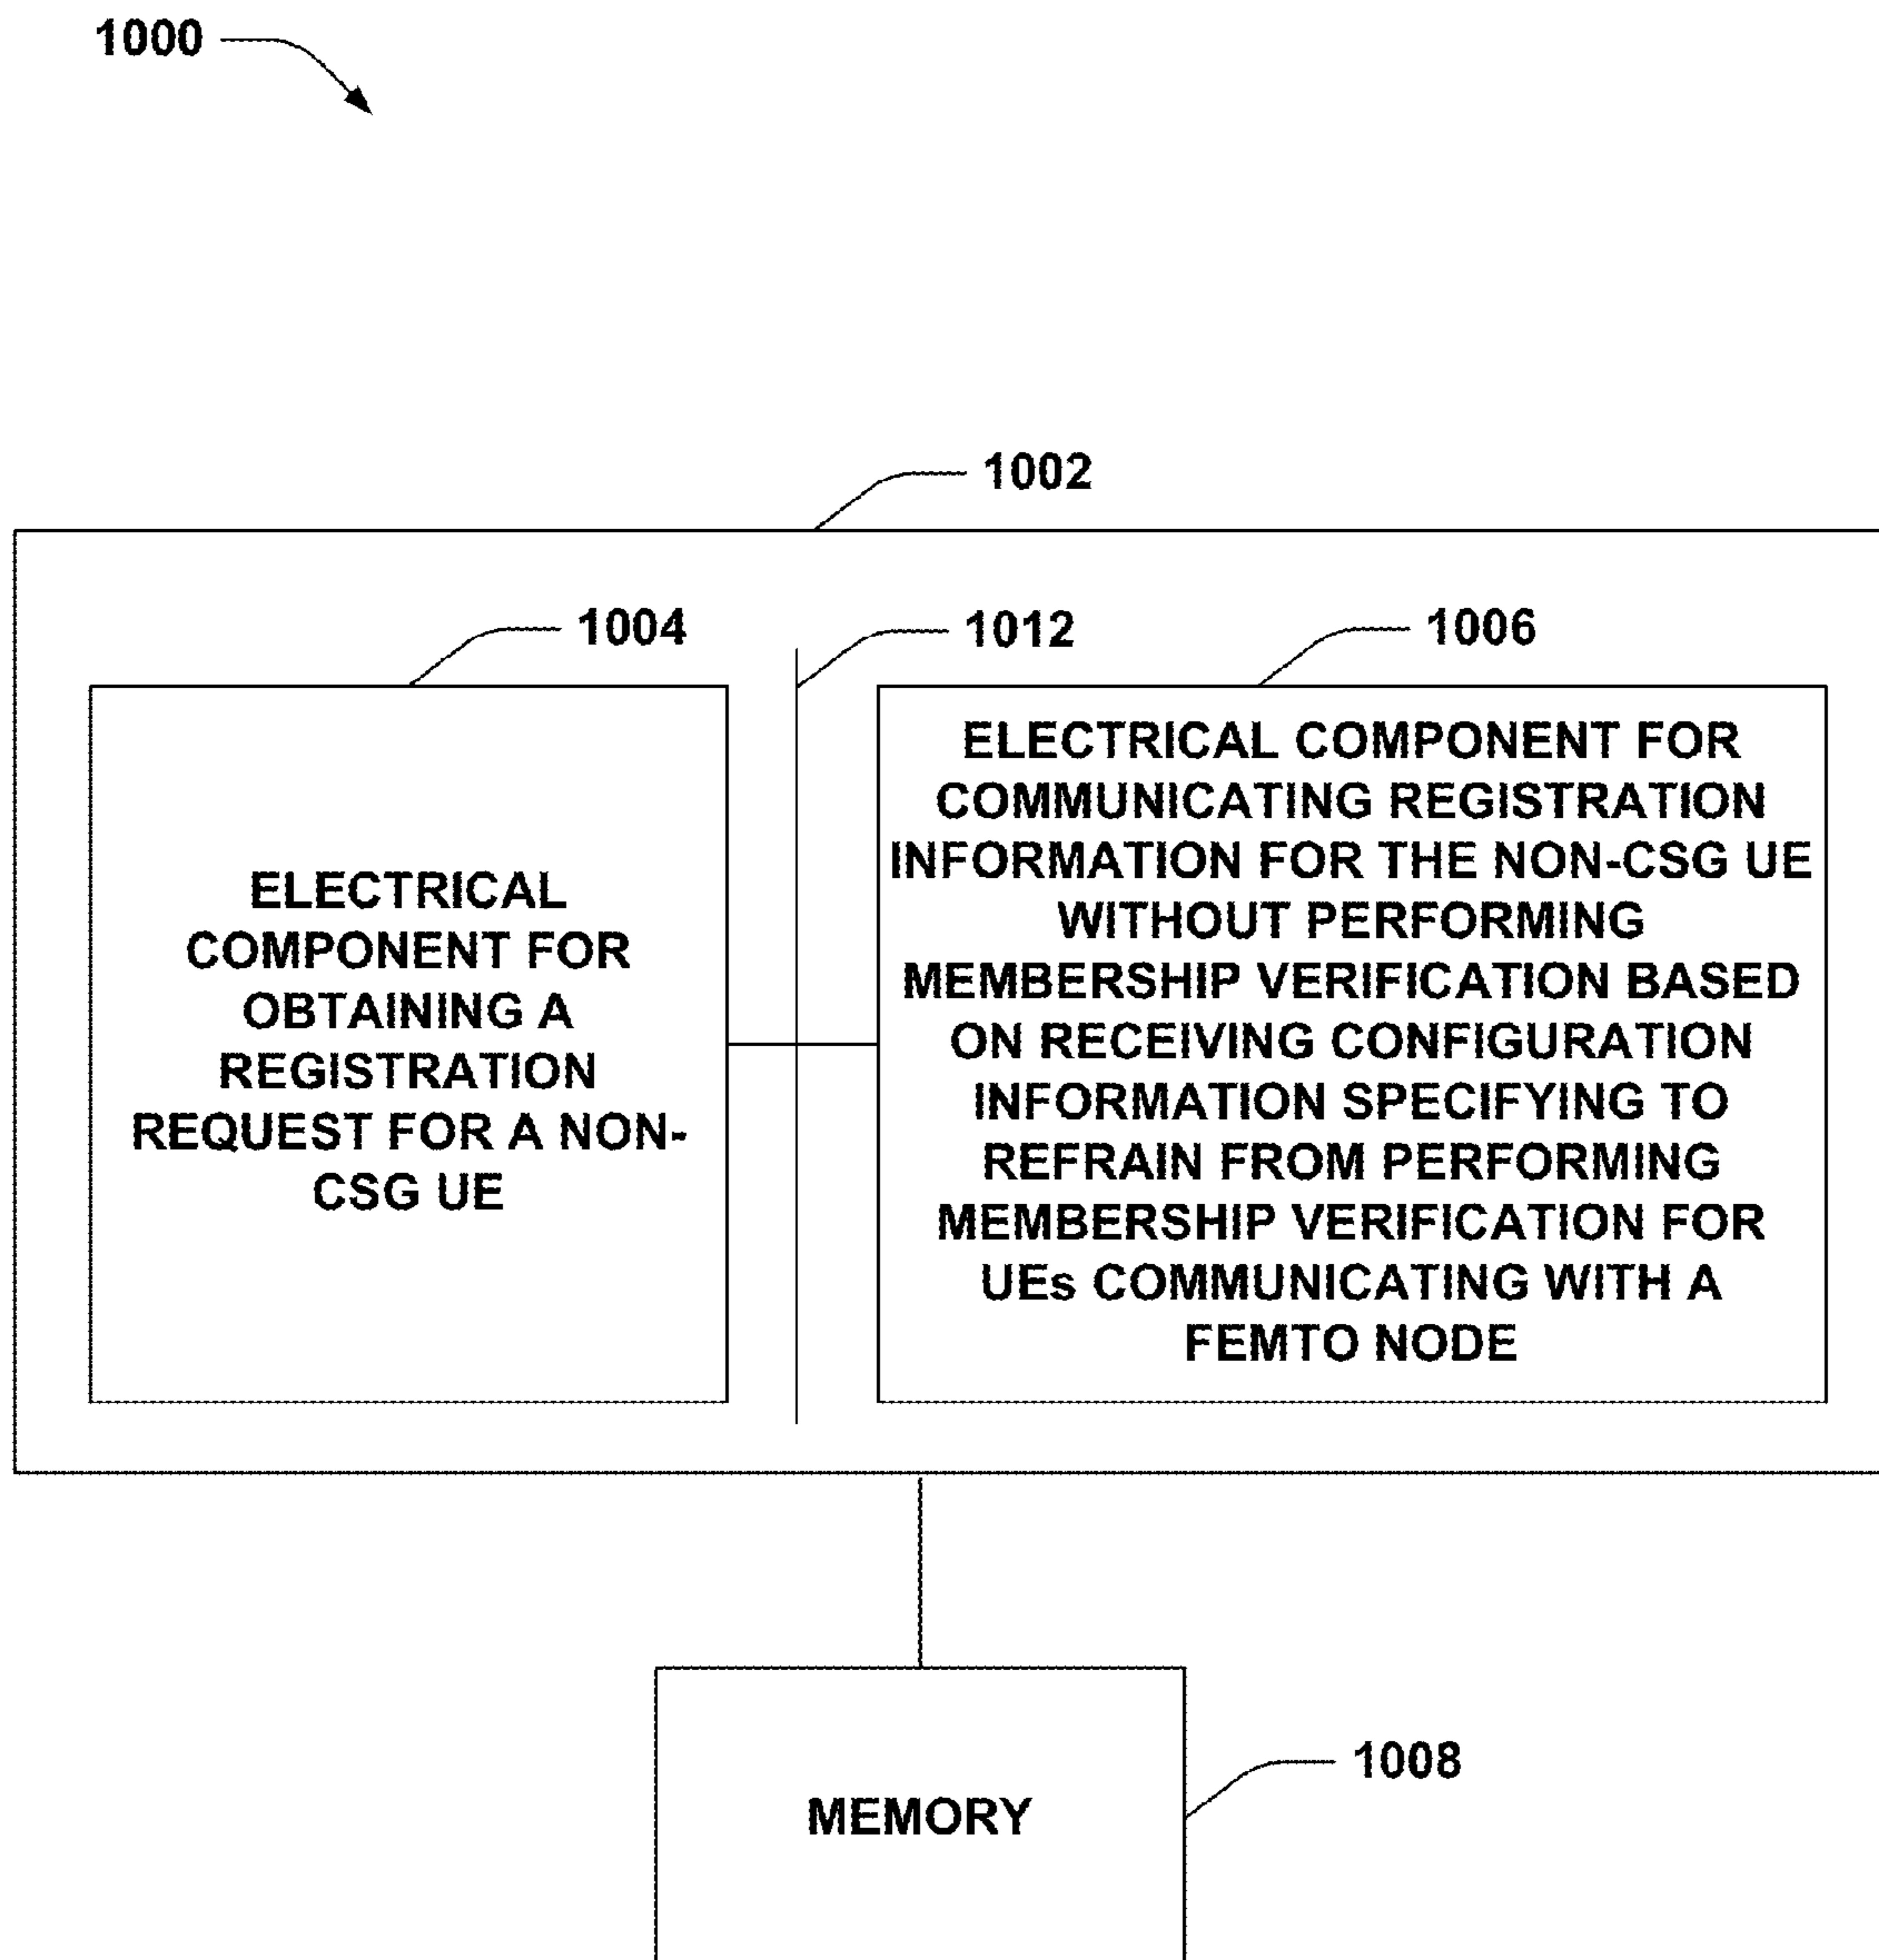 1000
1002
1004
1012
1006
ELECTRICAL
COMPONENT FOR
OBTAINING A
REGISTRATION
REQUEST FOR A NON-
CSG UE
ELECTRICAL COMPONENT FOR
COMMUNICATING REGISTRATION
INFORMATION FOR THE NON-CSG UE
WITHOUT PERFORMING
MEMBERSHIP VERIFICATION BASED
ON RECEIVING CONFIGURATION
INFORMATION SPECIFYING TO
REFRAIN FROM PERFORMING
MEMBERSHIP VERIFICATION FOR
UEs COMMUNICATING WITH A
FEMTO NODE
1008
MEMORY